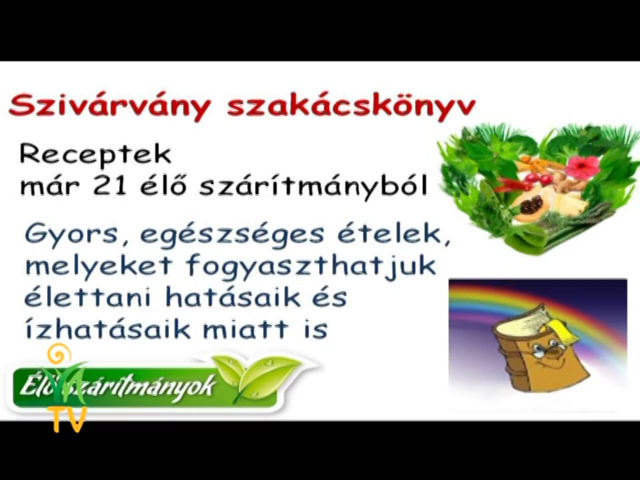 Szivárvány szakácskönyv
Receptek
már 21 élő szárítmányból
Gyors, egészséges ételek,
melyeket fogyaszthatjuk
élettani hatásaik és
ízhatásaik miatt is
Élő szárítmányok
TV